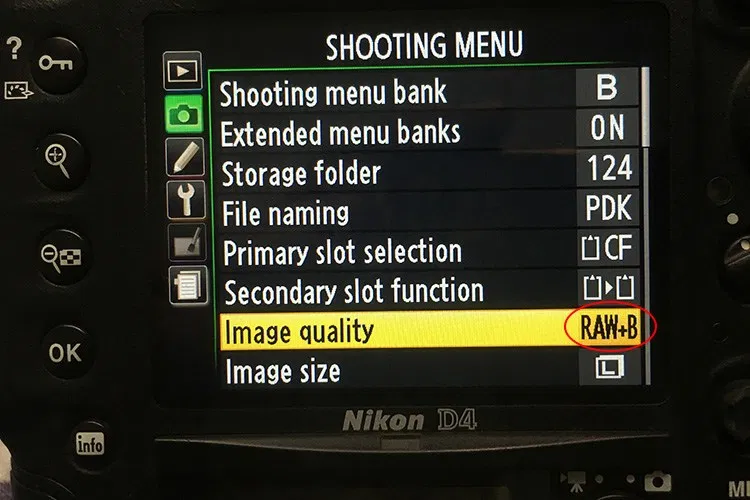 SHOOTING MENU
?
Shooting menu bank B
Extended menu banks ON
Storage folder 124
File naming PDK
Primary slot selection CF
Secondary slot function
Image quality RAW+B
Image size L
OK
Nikon D4
info